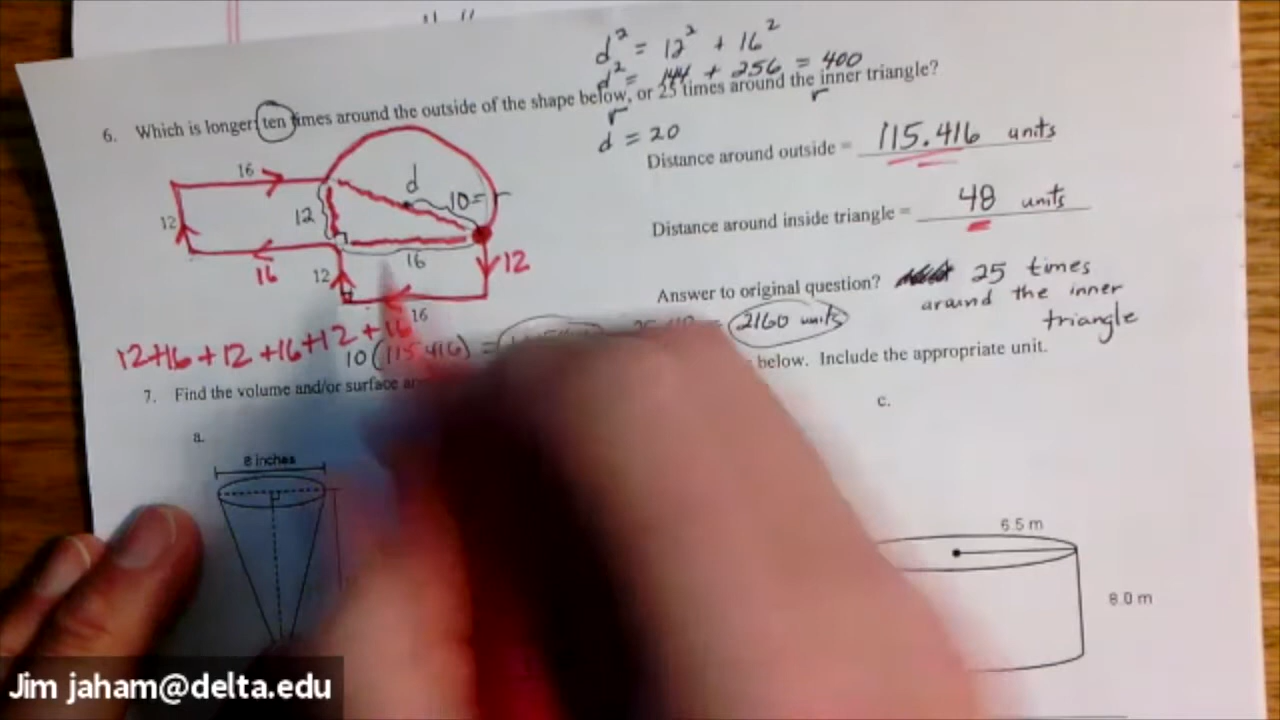 d² = 12² + 16²
d² = 144 + 256 = 400
6. Which is longer: ten times around the outside of the shape below, or 25 times around the inner triangle?
r
r
d = 20
Distance around outside = 115.416 units
16
d
10 = r
12
12
16
16
12
12
16
Distance around inside triangle = 48 units
Answer to original question? 25 times
around the inner
triangle
12+16+12+16+12+16
10(115.416) =
2160 units
7. Find the volume and/or surface
below. Include the appropriate unit.
a.
c.
8 inches
6.5 m
8.0 m
Jim jaham@delta.edu